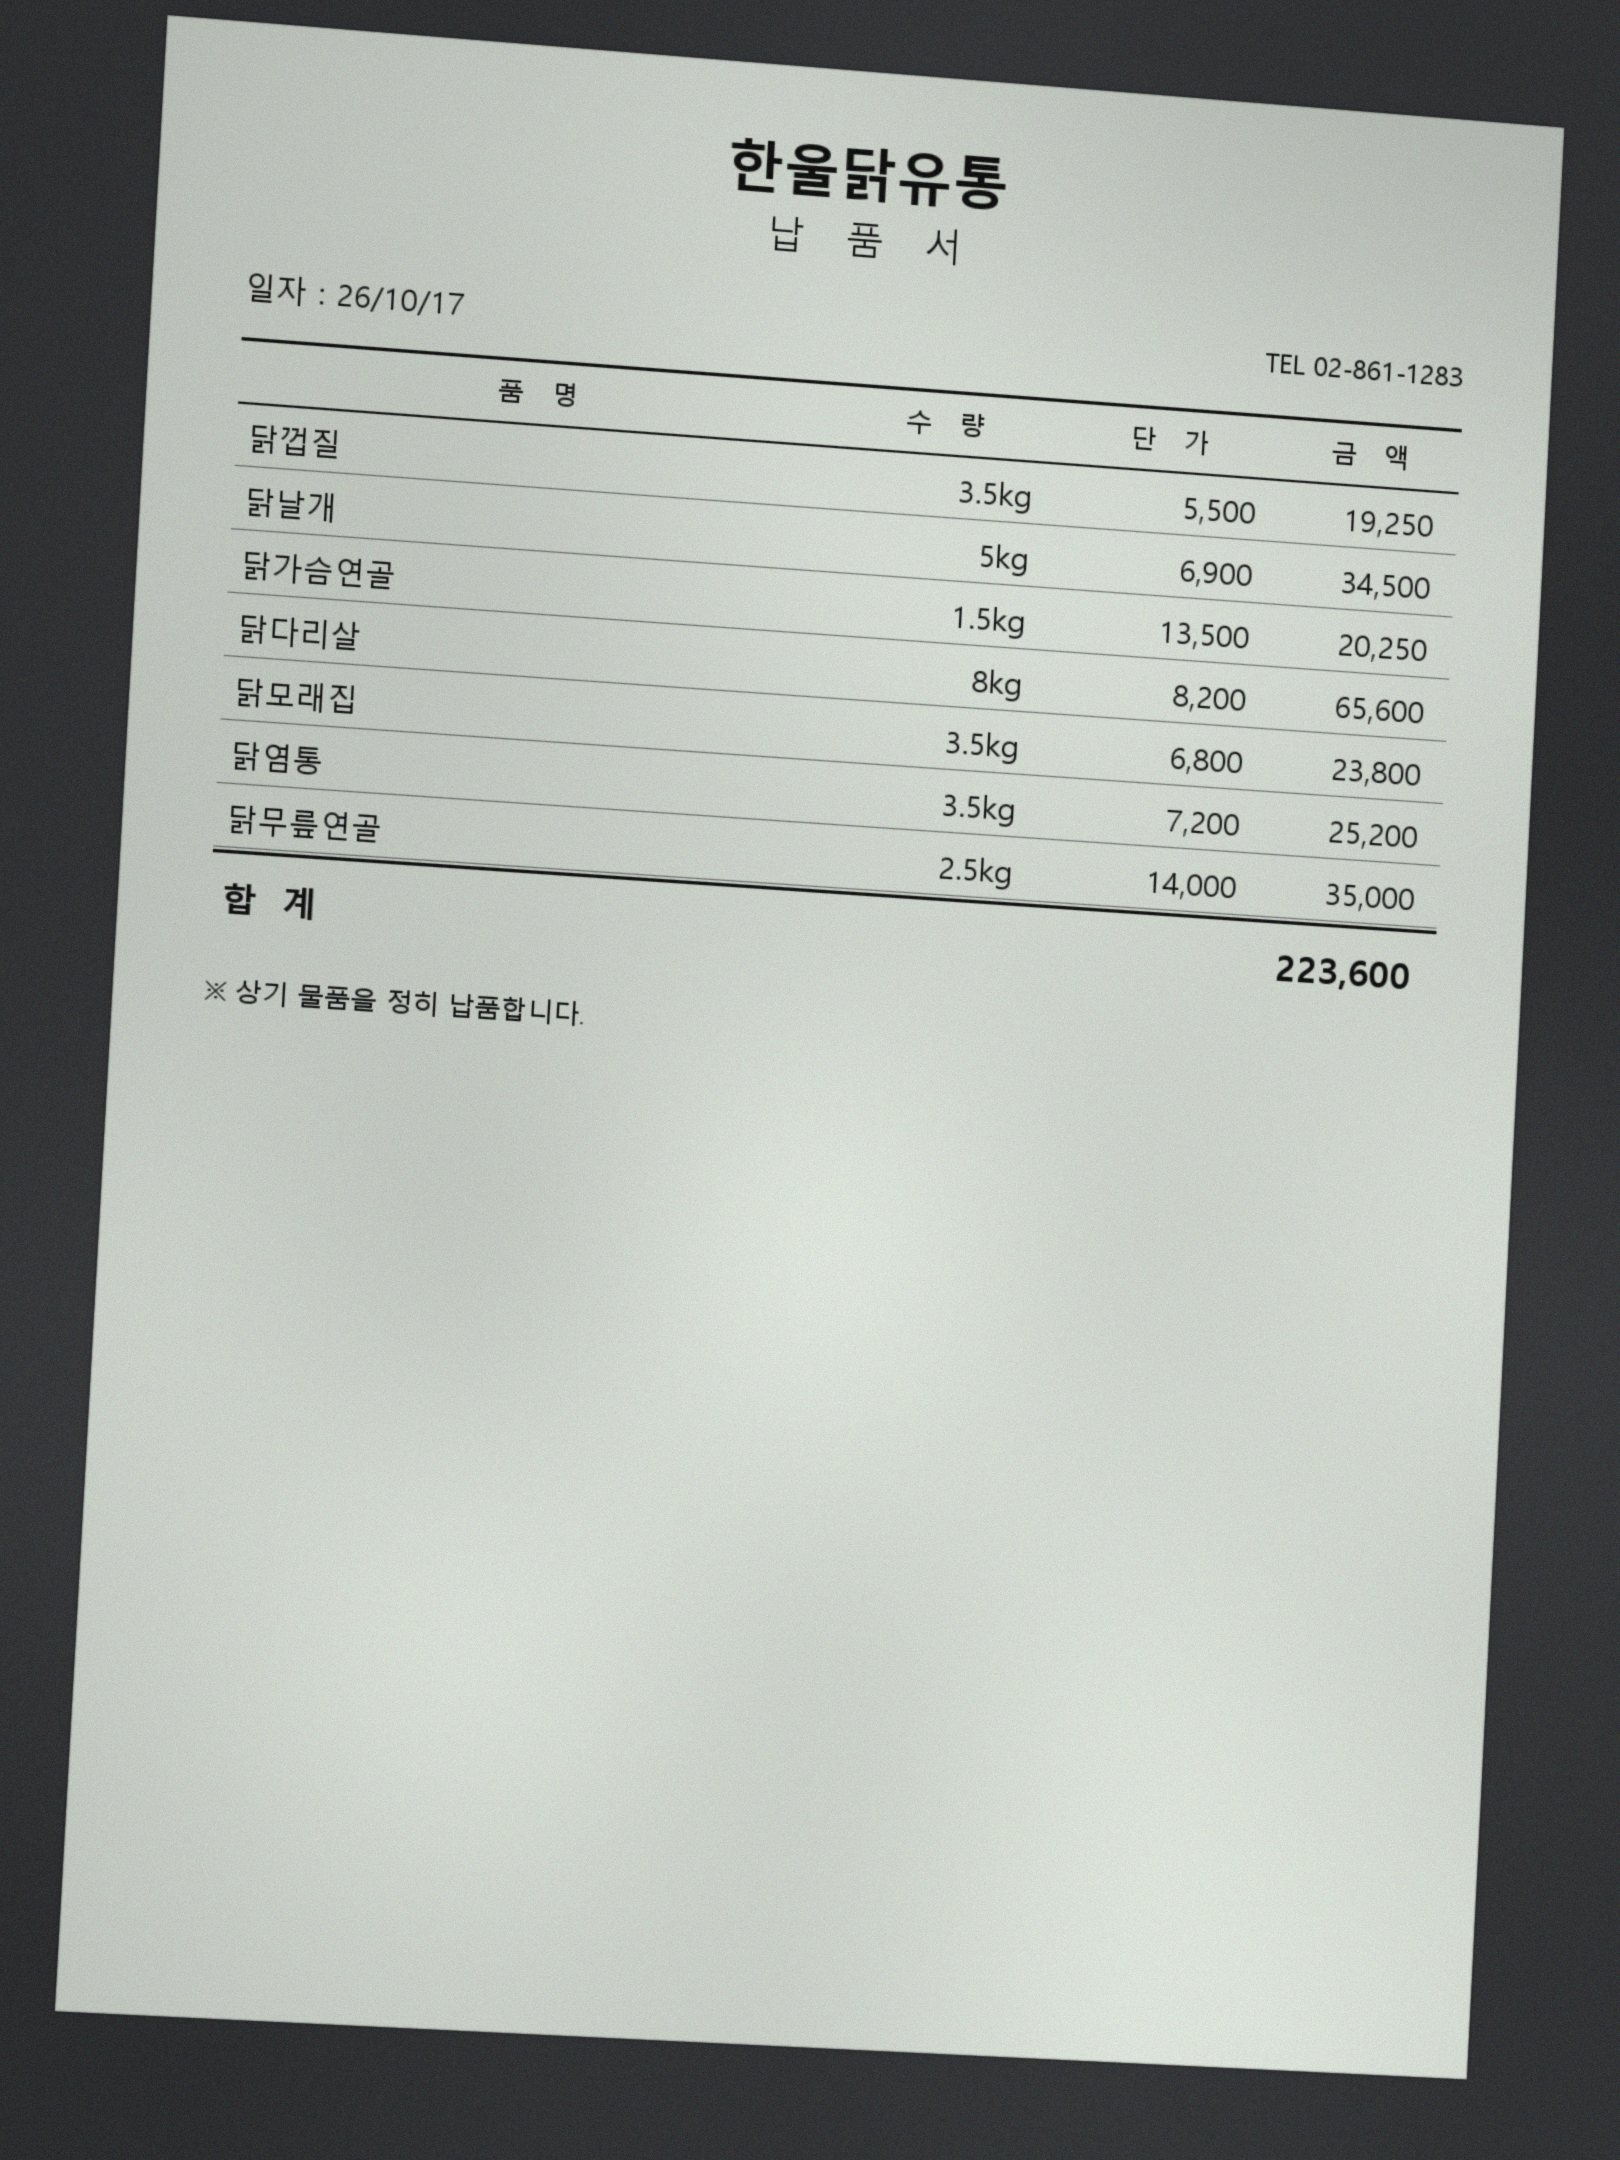 한울닭유통
납 품 서
일자 : 26/10/17
TEL 02-861-1283
품 명 수 량 단 가 금 액
닭껍질 3.5kg 5,500 19,250
닭날개 5kg 6,900 34,500
닭가슴연골 1.5kg 13,500 20,250
닭다리살 8kg 8,200 65,600
닭모래집 3.5kg 6,800 23,800
닭염통 3.5kg 7,200 25,200
닭무릎연골 2.5kg 14,000 35,000
합 계 223,600
※ 상기 물품을 정히 납품합니다.